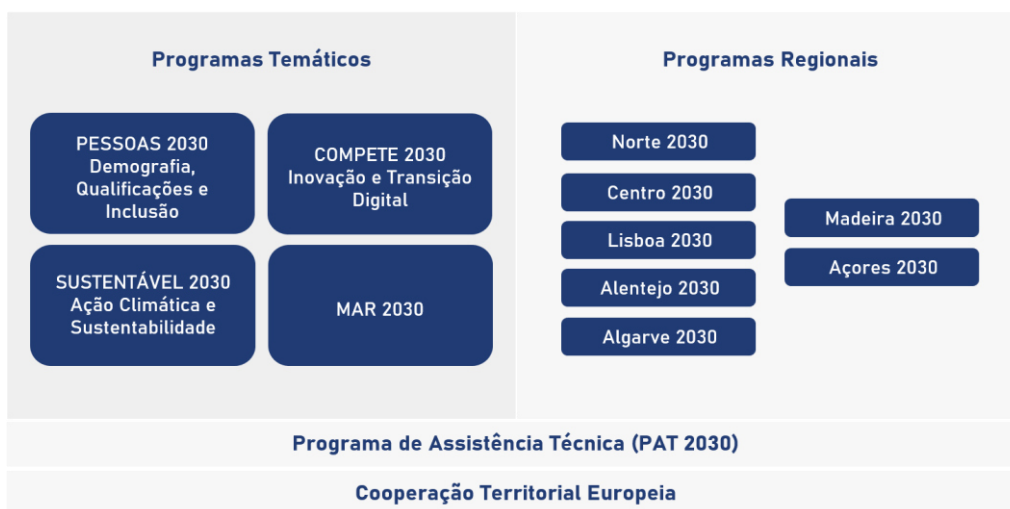 Programas Temáticos
PESSOAS 2030
Demografia,
Qualificações e
Inclusão
COMPETE 2030
Inovação e Transição
Digital
SUSTENTÁVEL 2030
Ação Climática e
Sustentabilidade
MAR 2030
Programas Regionais
Norte 2030
Centro 2030
Lisboa 2030
Alentejo 2030
Algarve 2030
Madeira 2030
Açores 2030
Programa de Assistência Técnica (PAT 2030)
Cooperação Territorial Europeia